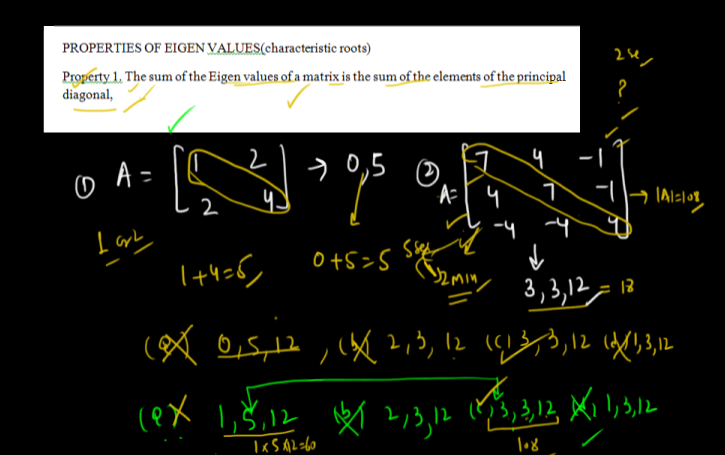 PROPERTIES OF EIGEN VALUES(characteristic roots)
Property 1. The sum of the Eigen values of a matrix is the sum of the elements of the principal
diagonal,
2 se
?
① A = [1 2 → 0,5 ② A= [7 4 -1
2 4] 4 7 -1 → |A|=108
-4 -4 4]
1+4=5 0+5=5 5 sec 3,3,12 = 18
2 min
(a) 0,5,12, (b) 2,3,12 (c) 3,3,12 (d) 1,3,12
(a) 1,5,12 (b) 2,3,12 (c) 3,3,12 1,3,12
1x5x12=60 108